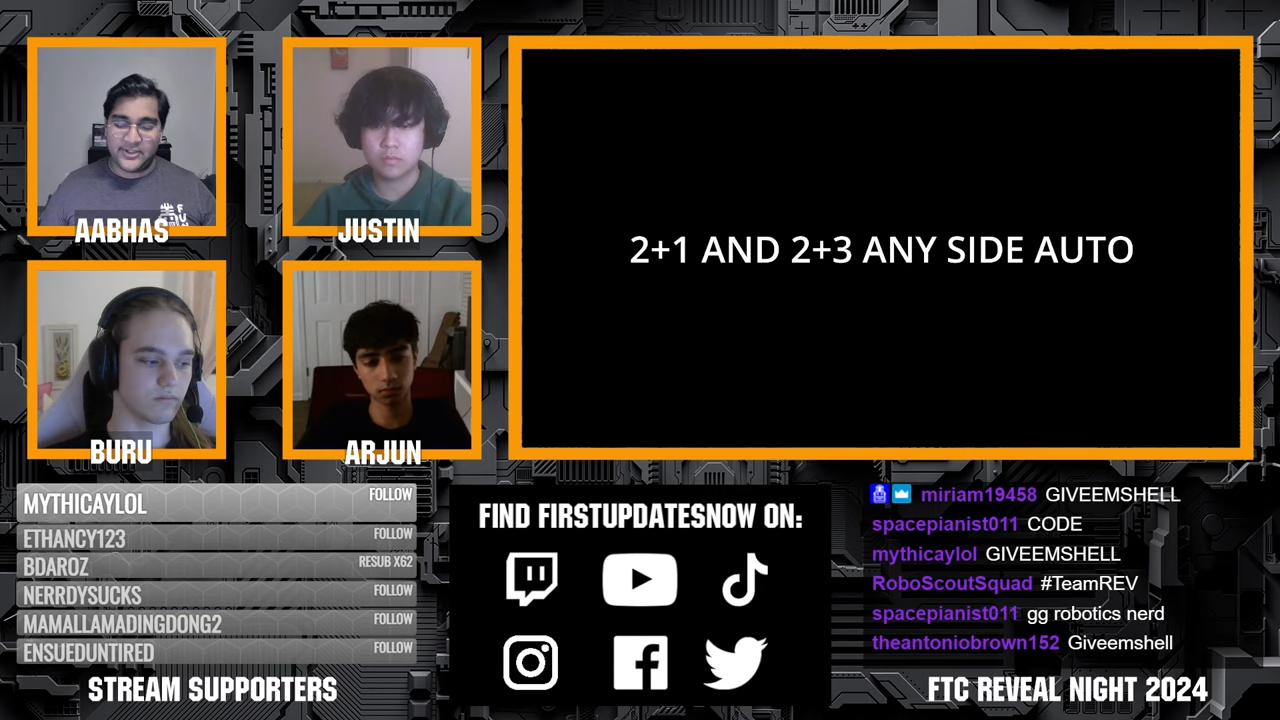 AABHAS
JUSTIN
2+1 AND 2+3 ANY SIDE AUTO
BURU
ARJUN
MYTHICAYLOL FOLLOW
ETHANCY123 FOLLOW
BDAROZ RESUB X62
NERRDYSUCKS FOLLOW
MAMALLAMADINGDONG2 FOLLOW
ENSUEDUNTIRED FOLLOW
STREAM SUPPORTERS
FIND FIRSTUPDATESNOW ON:
miriam19458 GIVEEMSHELL
spacepianist011 CODE
mythicaylol GIVEEMSHELL
RoboScoutSquad #TeamREV
spacepianist011 gg robotics nerd
theantoniobrown152 Giveemshell
FTC REVEAL NIGHT 2024